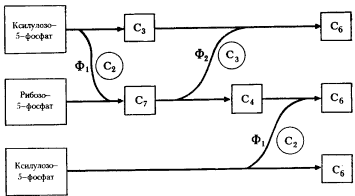 Ксилулозо-
5-фосфат
C3
Ф2
C3
C6
Ф1
C2
Рибозо-
5-фосфат
C7
C4
C6
Ф1
C2
Ксилулозо-
5-фосфат
C6